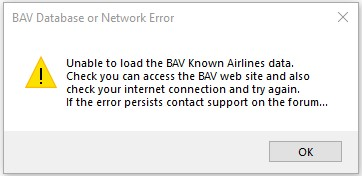 BAV Database or Network Error
Unable to load the BAV Known Airlines data.
Check you can access the BAV web site and also
check your internet connection and try again.
If the error persists contact support on the forum...
OK